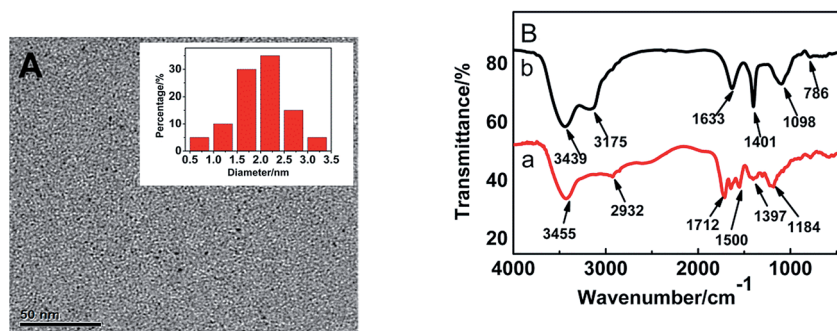 A
Percentage/%
30
20
10
0
0.5 1.0 1.5 2.0 2.5 3.0 3.5
Diameter/nm
50 nm
B
b
a
Transmittance/%
80
60
40
20
3439
3175
1633
1401
1098
786
3455
2932
1712
1500
1397
1184
4000 3000 2000 1000
Wavenumber/cm-1